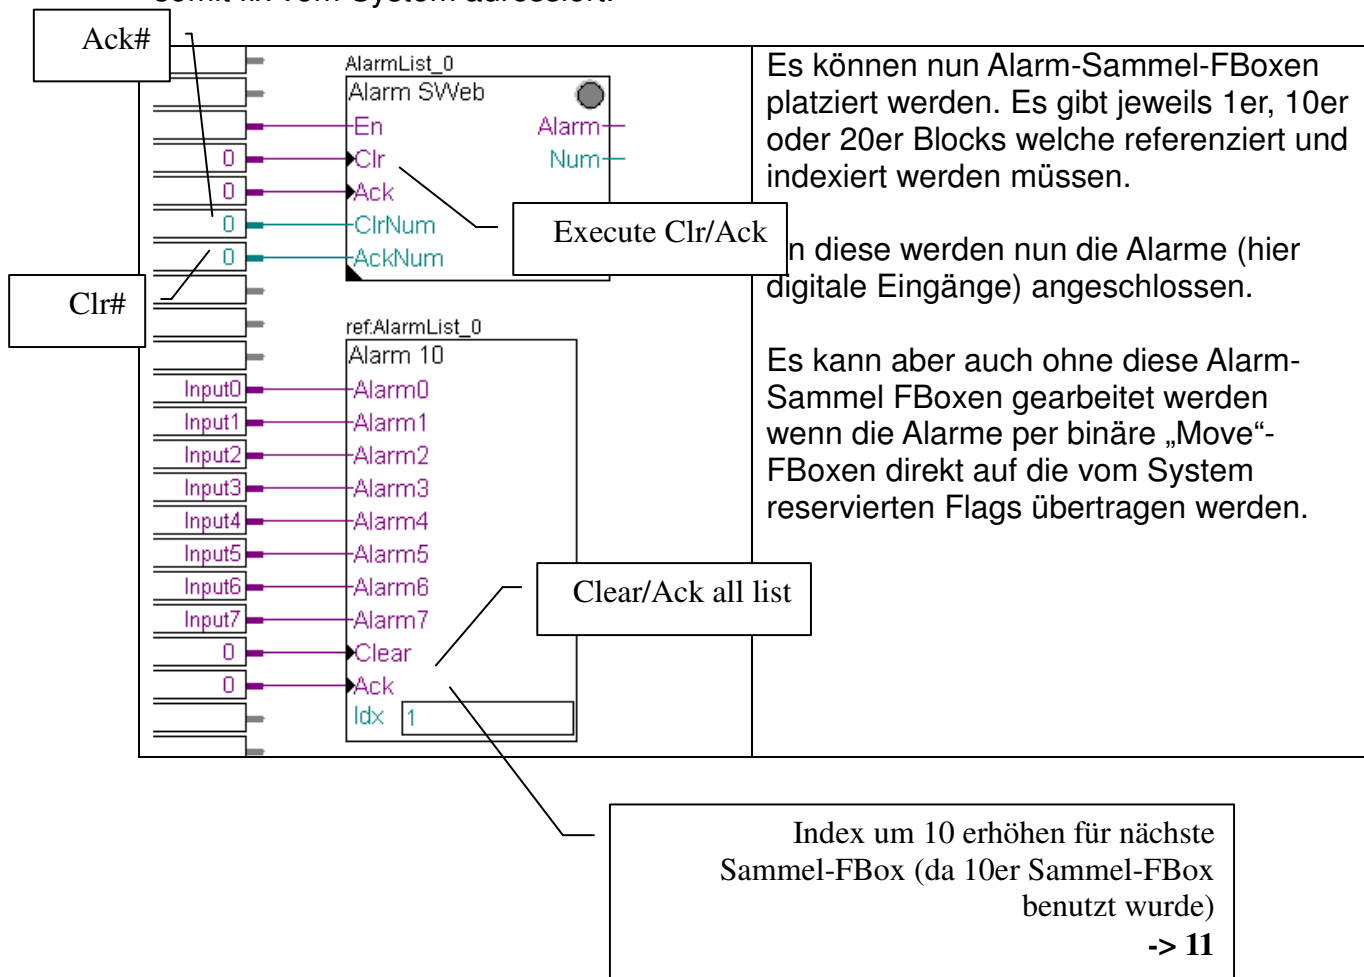 Ack#
AlarmList_0
Alarm SWeb
En
Alarm
0
Clr
Num
0
Ack
0
ClrNum
0
AckNum
Execute Clr/Ack
Clr#
ref:AlarmList_0
Alarm 10
Input0
Alarm0
Input1
Alarm1
Input2
Alarm2
Input3
Alarm3
Input4
Alarm4
Input5
Alarm5
Input6
Alarm6
Input7
Alarm7
0
Clear
0
Ack
Idx
1
Clear/Ack all list
Es können nun Alarm-Sammel-FBoxen
platziert werden. Es gibt jeweils 1er, 10er
oder 20er Blocks welche referenziert und
indexiert werden müssen.
diese werden nun die Alarme (hier
digitale Eingänge) angeschlossen.
Es kann aber auch ohne diese Alarm-
Sammel FBoxen gearbeitet werden
wenn die Alarme per binäre „Move“-
FBoxen direkt auf die vom System
reservierten Flags übertragen werden.
Index um 10 erhöhen für nächste
Sammel-FBox (da 10er Sammel-FBox
benutzt wurde)
-> 11